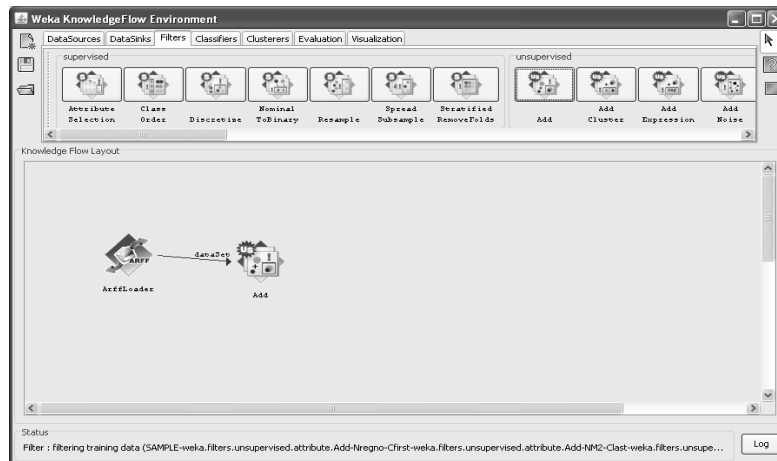 Weka KnowledgeFlow Environment
DataSources DataSinks Filters Classifiers Clusterers Evaluation Visualization
supervised
unsupervised
Attribute Selection
Class Order
Discretise
Nominal ToBinary
Resample
Spread Subsample
Stratified RemoveFolds
Add
Add Cluster
Add Expression
Add Noise
Knowledge Flow Layout
dataSet
ARFF
ArffLoader
Add
Status
Filter : filtering training data (SAMPLE-weka.filters.unsupervised.attribute.Add-Nregno-Cfirst-weka.filters.unsupervised.attribute.Add-NM2-Clast-weka.filters.unsupe...
Log